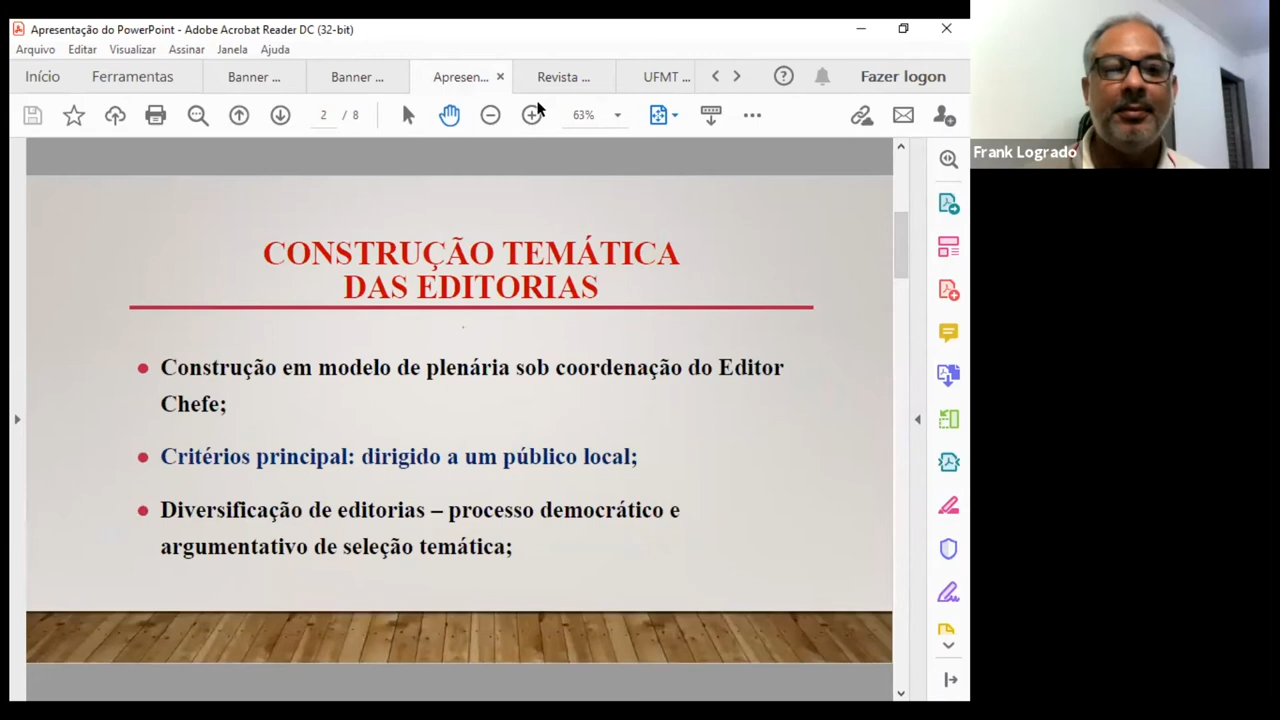 Apresentação do PowerPoint - Adobe Acrobat Reader DC (32-bit)
Arquivo Editar Visualizar Assinar Janela Ajuda
Início Ferramentas Banner ... Banner ... Apresen... × Revista ... UFMT ... Fazer logon
2 / 8 63%
Frank Logrado
CONSTRUÇÃO TEMÁTICA
DAS EDITORIAS
Construção em modelo de plenária sob coordenação do Editor
Chefe;
Critérios principal: dirigido a um público local;
Diversificação de editorias – processo democrático e
argumentativo de seleção temática;